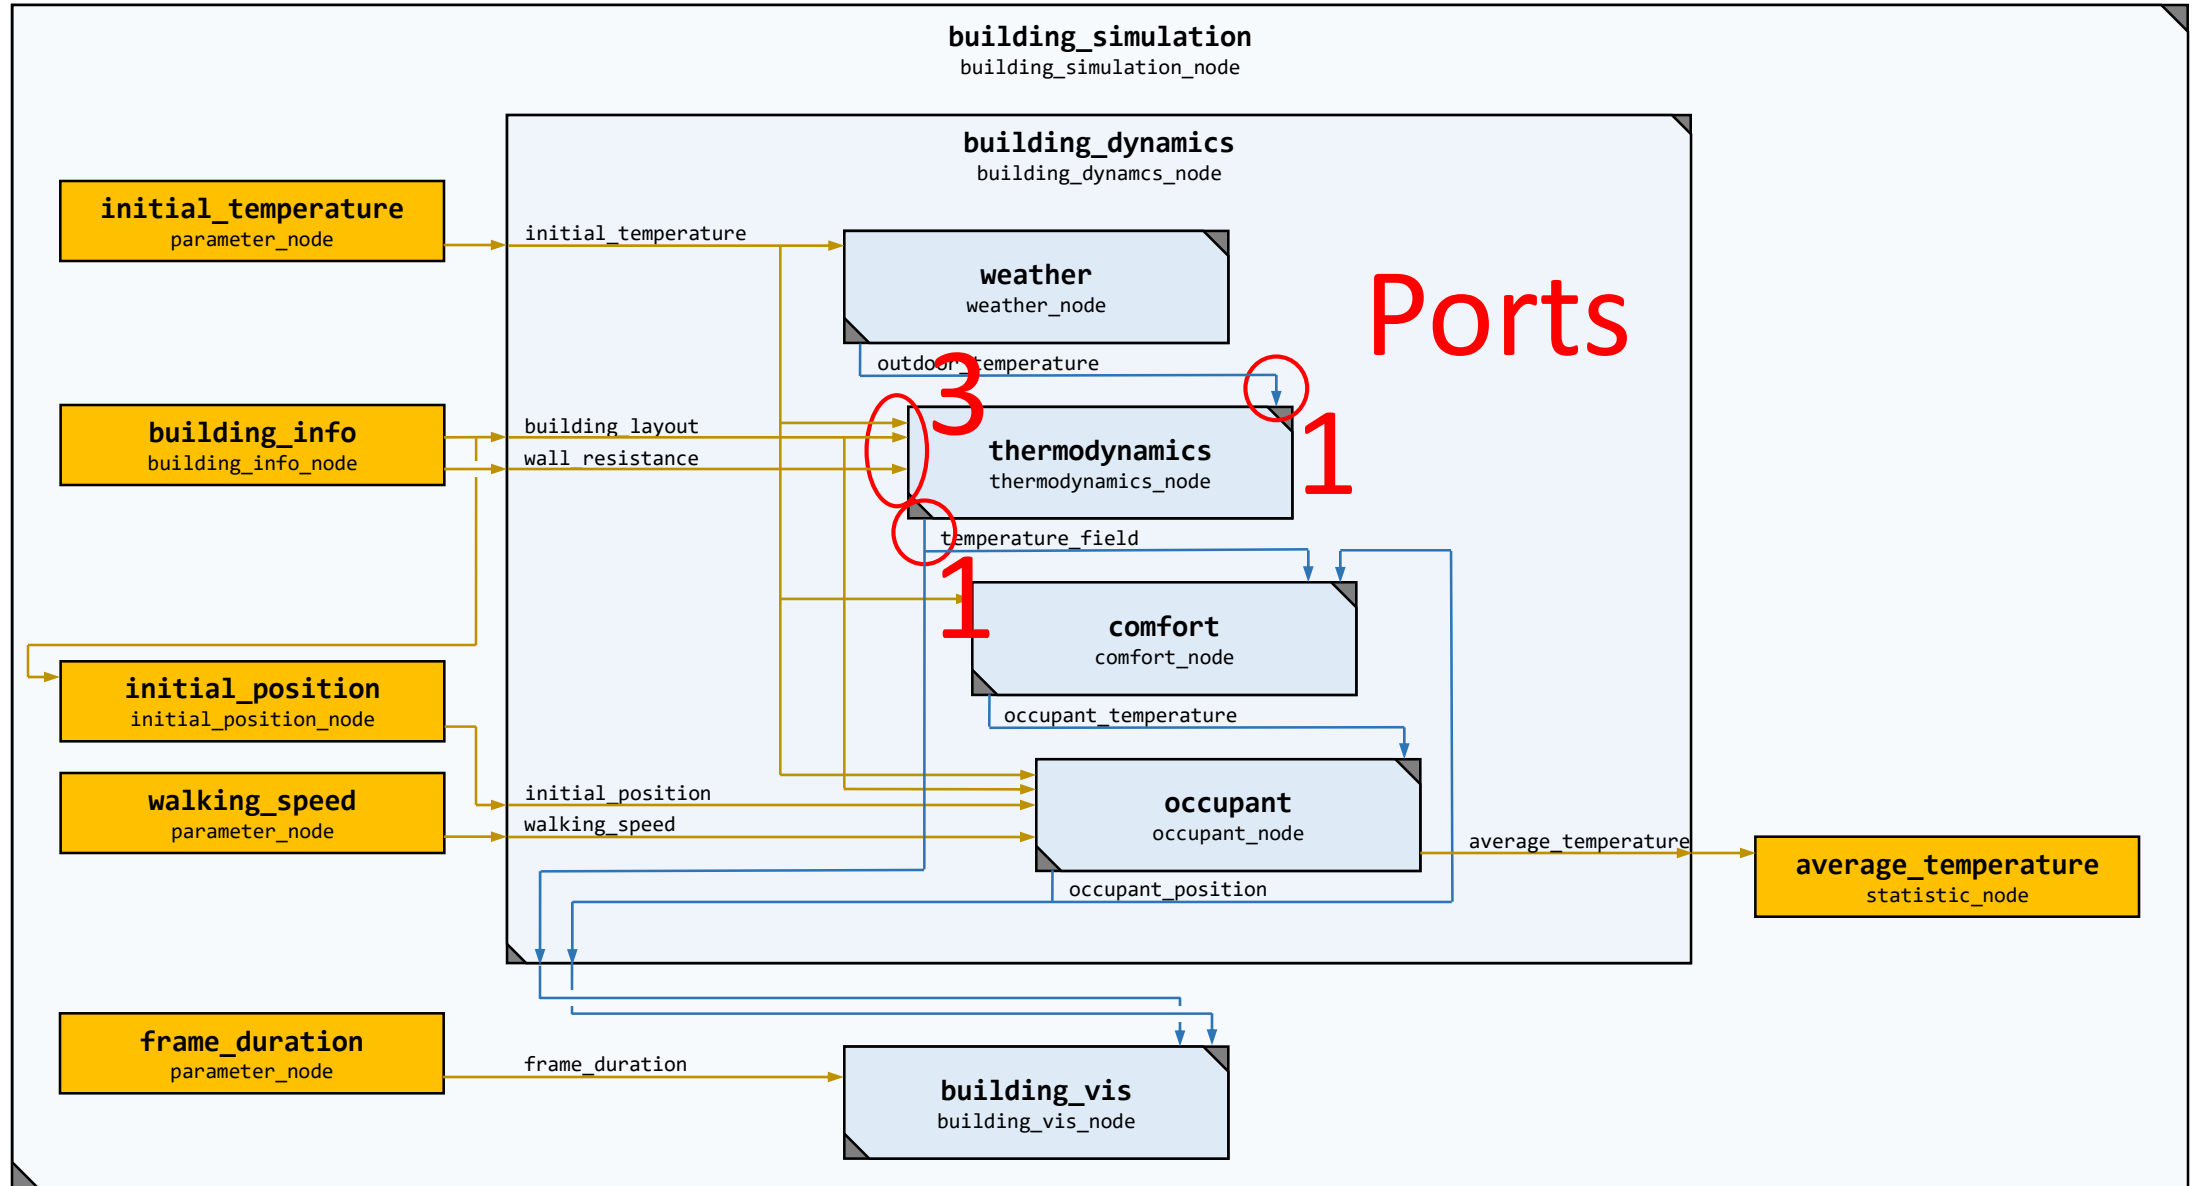 building_simulation
building_simulation_node
building_dynamics
building_dynamcs_node
initial_temperature
parameter_node
initial_temperature
weather
weather_node
Ports
outdoor_temperature
3
1
building_info
building_info_node
building_layout
wall_resistance
thermodynamics
thermodynamics_node
temperature_field
1
comfort
comfort_node
initial_position
initial_position_node
occupant_temperature
walking_speed
parameter_node
initial_position
walking_speed
occupant
occupant_node
average_temperature
average_temperature
statistic_node
occupant_position
frame_duration
parameter_node
frame_duration
building_vis
building_vis_node